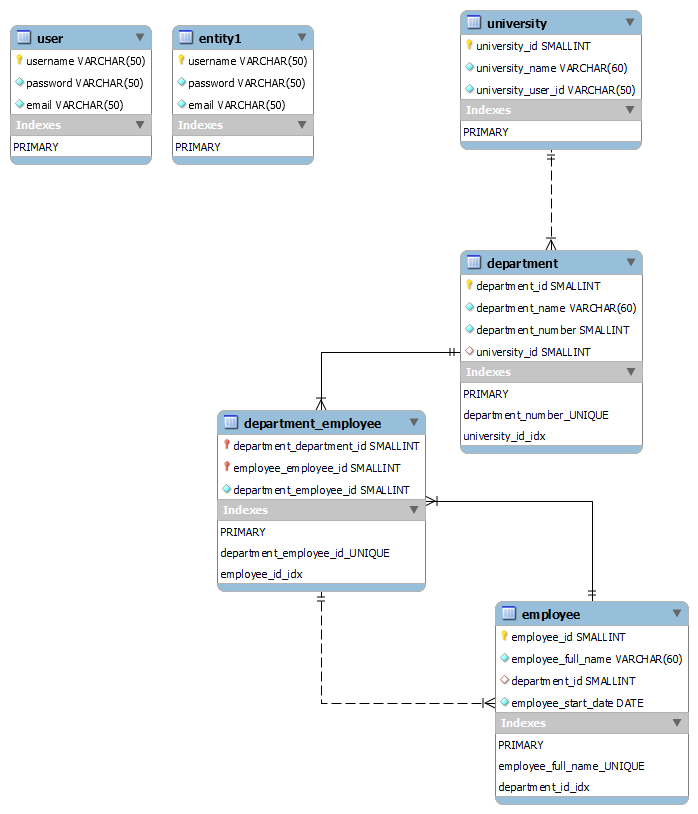 user
username VARCHAR(50)
password VARCHAR(50)
email VARCHAR(50)
Indexes
PRIMARY
entity1
username VARCHAR(50)
password VARCHAR(50)
email VARCHAR(50)
Indexes
PRIMARY
university
university_id SMALLINT
university_name VARCHAR(60)
university_user_id VARCHAR(50)
Indexes
PRIMARY
department
department_id SMALLINT
department_name VARCHAR(60)
department_number SMALLINT
university_id SMALLINT
Indexes
PRIMARY
department_number_UNIQUE
university_id_idx
department_employee
department_department_id SMALLINT
employee_employee_id SMALLINT
department_employee_id SMALLINT
Indexes
PRIMARY
department_employee_id_UNIQUE
employee_id_idx
employee
employee_id SMALLINT
employee_full_name VARCHAR(60)
department_id SMALLINT
employee_start_date DATE
Indexes
PRIMARY
employee_full_name_UNIQUE
department_id_idx